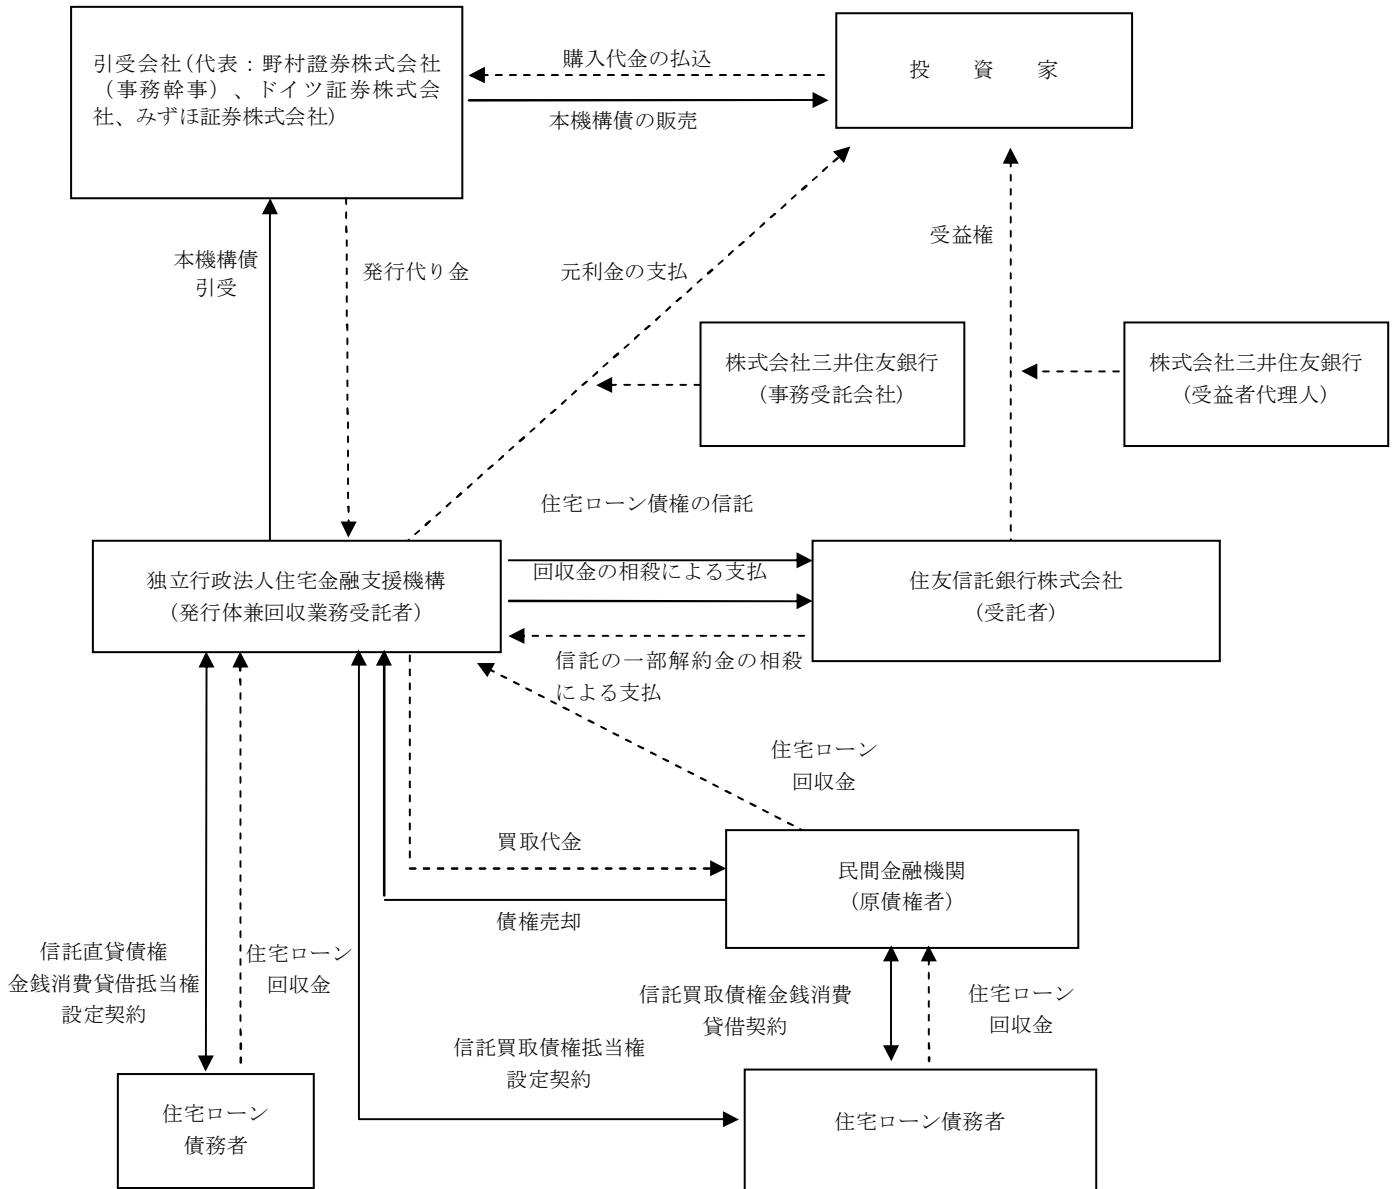 引受会社(代表:野村證券株式会社
(事務幹事)、ドイツ証券株式会
社、みずほ証券株式会社)
購入代金の払込
本機構債の販売
投 資 家
本機構債
引受
発行代り金
元利金の支払
受益権
株式会社三井住友銀行
(事務受託会社)
株式会社三井住友銀行
(受益者代理人)
住宅ローン債権の信託
独立行政法人住宅金融支援機構
(発行体兼回収業務受託者)
回収金の相殺による支払
住友信託銀行株式会社
(受託者)
信託の一部解約金の相殺
による支払
住宅ローン
回収金
買取代金
民間金融機関
(原債権者)
債権売却
信託直貸債権
金銭消費貸借抵当権
設定契約
住宅ローン
回収金
信託買取債権金銭消費
貸借契約
住宅ローン
回収金
信託買取債権抵当権
設定契約
住宅ローン
債務者
住宅ローン債務者